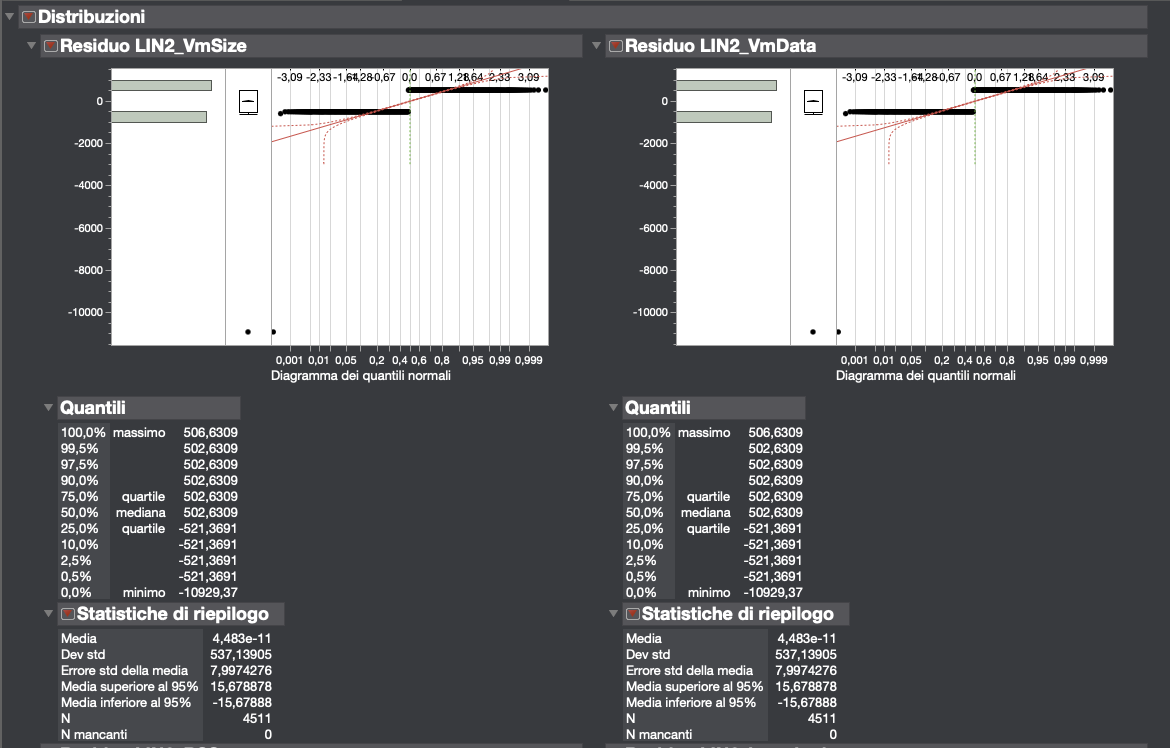 Distribuzioni
Residuo LIN2_VmSize
-3,09 -2,33 -1,64 -1,28 -0,67 0,0 0,67 1,28 1,64 2,33 3,09
0
-2000
-4000
-6000
-8000
-10000
0,001 0,01 0,05 0,2 0,4 0,6 0,8 0,95 0,99 0,999
Diagramma dei quantili normali
Quantili
100,0% massimo 506,6309
99,5% 502,6309
97,5% 502,6309
90,0% 502,6309
75,0% quartile 502,6309
50,0% mediana 502,6309
25,0% quartile -521,3691
10,0% -521,3691
2,5% -521,3691
0,5% -521,3691
0,0% minimo -10929,37
Statistiche di riepilogo
Media 4,483e-11
Dev std 537,13905
Errore std della media 7,9974276
Media superiore al 95% 15,678878
Media inferiore al 95% -15,67888
N 4511
N mancanti 0
Residuo LIN2_VmData
-3,09 -2,33 -1,64 -1,28 -0,67 0,0 0,67 1,28 1,64 2,33 3,09
0
-2000
-4000
-6000
-8000
-10000
0,001 0,01 0,05 0,2 0,4 0,6 0,8 0,95 0,99 0,999
Diagramma dei quantili normali
Quantili
100,0% massimo 506,6309
99,5% 502,6309
97,5% 502,6309
90,0% 502,6309
75,0% quartile 502,6309
50,0% mediana 502,6309
25,0% quartile -521,3691
10,0% -521,3691
2,5% -521,3691
0,5% -521,3691
0,0% minimo -10929,37
Statistiche di riepilogo
Media 4,483e-11
Dev std 537,13905
Errore std della media 7,9974276
Media superiore al 95% 15,678878
Media inferiore al 95% -15,67888
N 4511
N mancanti 0